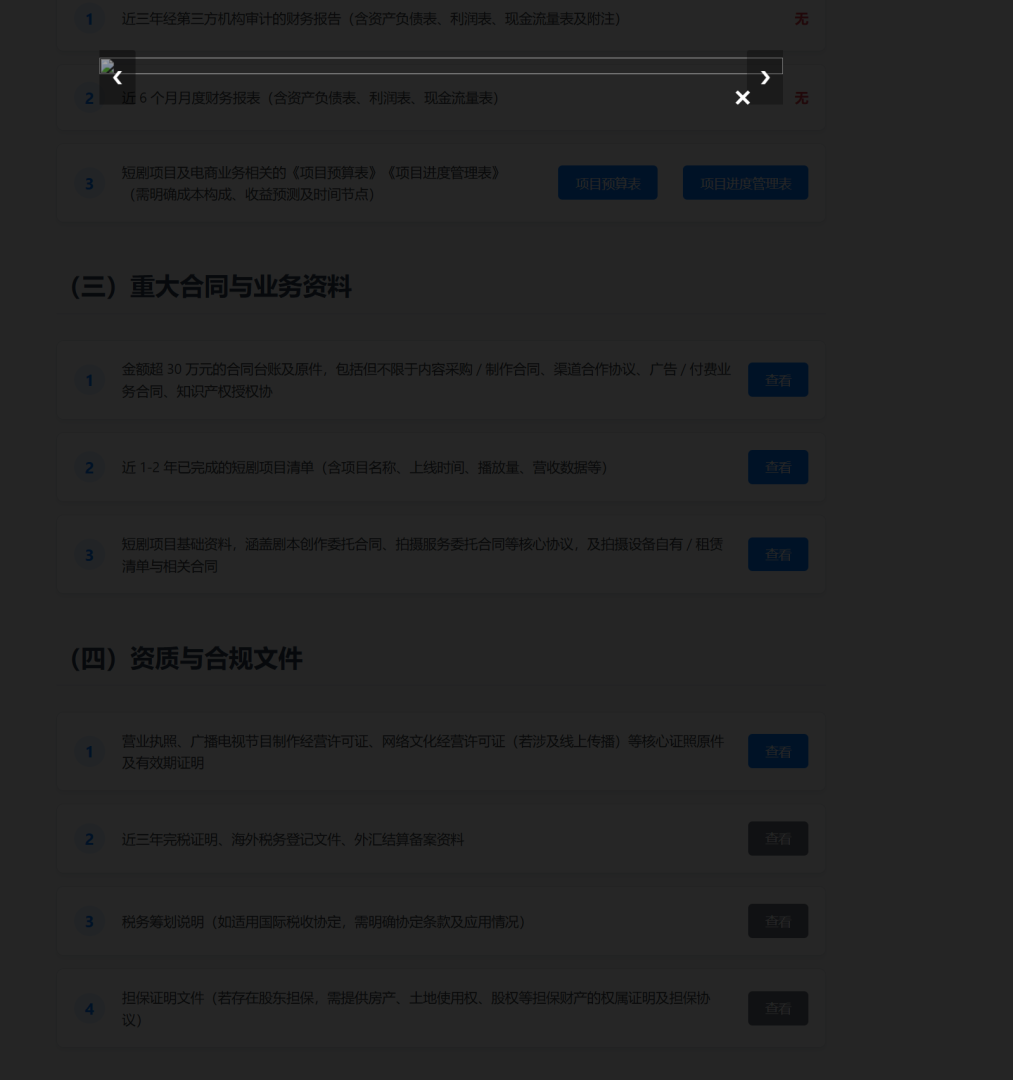 1 近三年经第三方机构审计的财务报告（含资产负债表、利润表、现金流量表及附注） 无
‹ ›
2 近 6 个月月度财务报表（含资产负债表、利润表、现金流量表） 无
×
3 短剧项目及电商业务相关的《项目预算表》《项目进度管理表》
（需明确成本构成、收益预测及时间节点）
项目预算表 项目进度管理表
（三）重大合同与业务资料
1 金额超 30 万元的合同台账及原件，包括但不限于内容采购 / 制作合同、渠道合作协议、广告 / 付费业
务合同、知识产权授权协
查看
2 近 1-2 年已完成的短剧项目清单（含项目名称、上线时间、播放量、营收数据等） 查看
3 短剧项目基础资料，涵盖剧本创作委托合同、拍摄服务委托合同等核心协议，及拍摄设备自有 / 租赁
清单与相关合同
查看
（四）资质与合规文件
1 营业执照、广播电视节目制作经营许可证、网络文化经营许可证（若涉及线上传播）等核心证照原件
及有效期证明
查看
2 近三年完税证明、海外税务登记文件、外汇结算备案资料 查看
3 税务筹划说明（如适用国际税收协定，需明确协定条款及应用情况） 查看
4 担保证明文件（若存在股东担保，需提供房产、土地使用权、股权等担保财产的权属证明及担保协
议）
查看